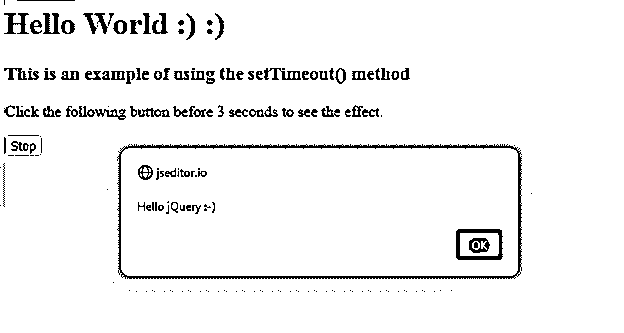 Hello World :) :)
This is an example of using the setTimeout() method
Click the following button before 3 seconds to see the effect.
Stop
jseditor.io
Hello jQuery :-)
OK